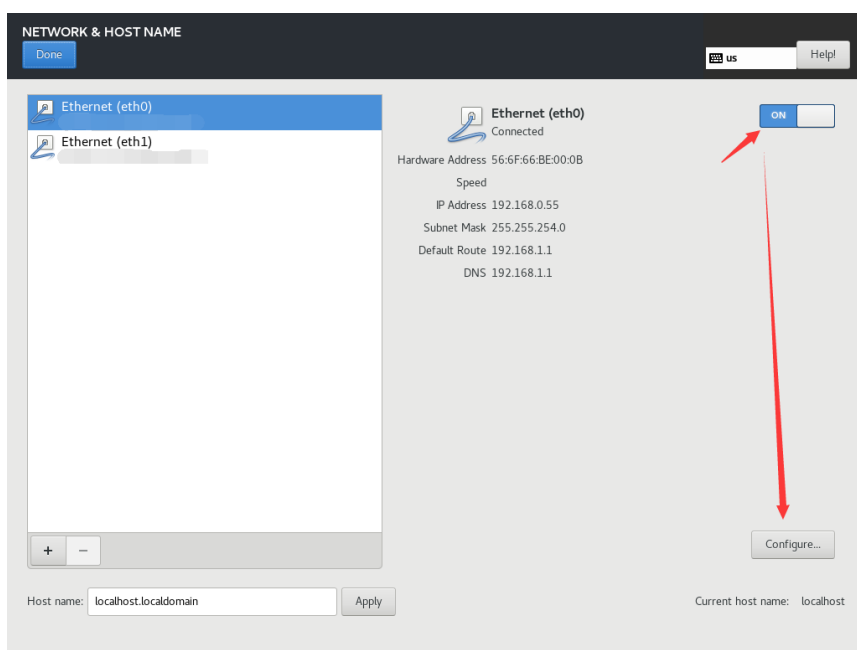 NETWORK & HOST NAME
Done
us
Help!
Ethernet (eth0)
Ethernet (eth1)
Ethernet (eth0)
Connected
ON
Hardware Address 56:6F:66:BE:00:0B
Speed
IP Address 192.168.0.55
Subnet Mask 255.255.254.0
Default Route 192.168.1.1
DNS 192.168.1.1
+ −
Configure...
Host name: localhost.localdomain Apply
Current host name: localhost